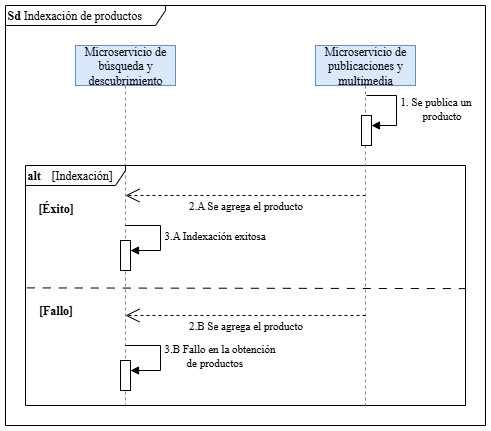 Sd Indexación de productos
Microservicio de
búsqueda y
descubrimiento
Microservicio de
publicaciones y
multimedia
1. Se publica un
producto
alt [Indexación]
2.A Se agrega el producto
[Éxito]
3.A Indexación exitosa
[Fallo]
2.B Se agrega el producto
3.B Fallo en la obtención
de productos